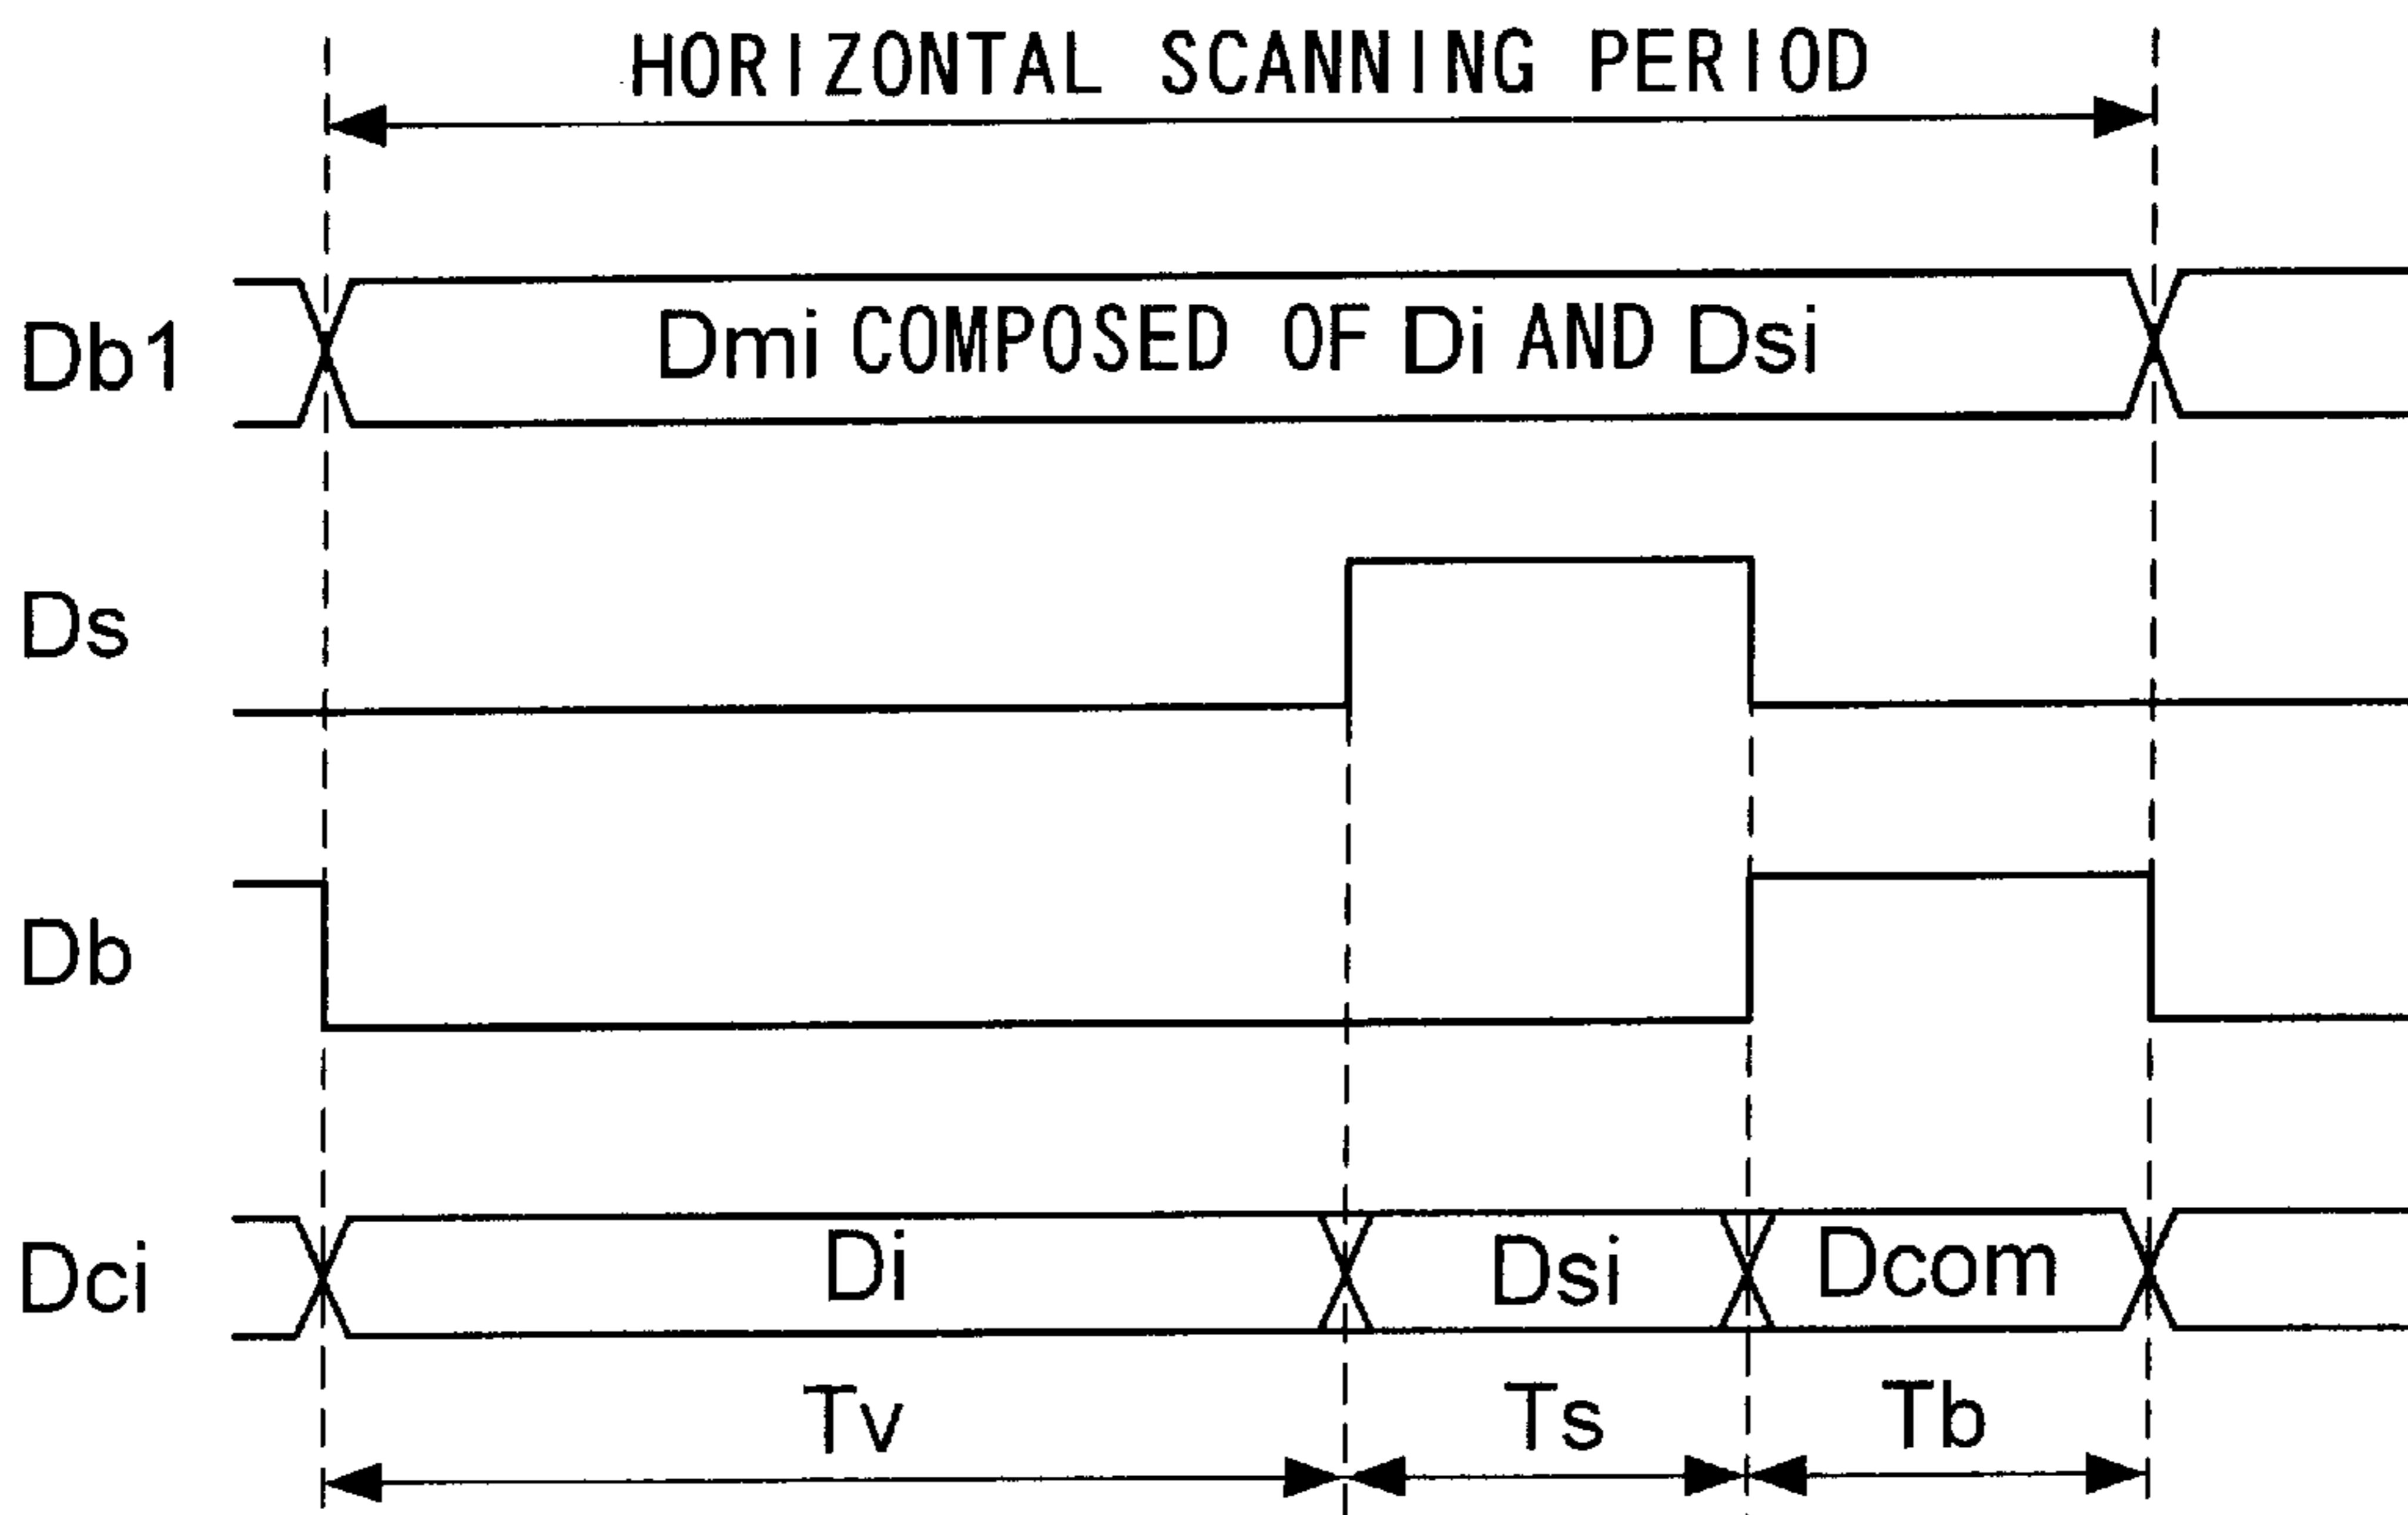 HORIZONTAL SCANNING PERIOD
Db1 Dmi COMPOSED OF Di AND Dsi
Ds
Db
Dci Di Dsi Dcom
Tv Ts Tb